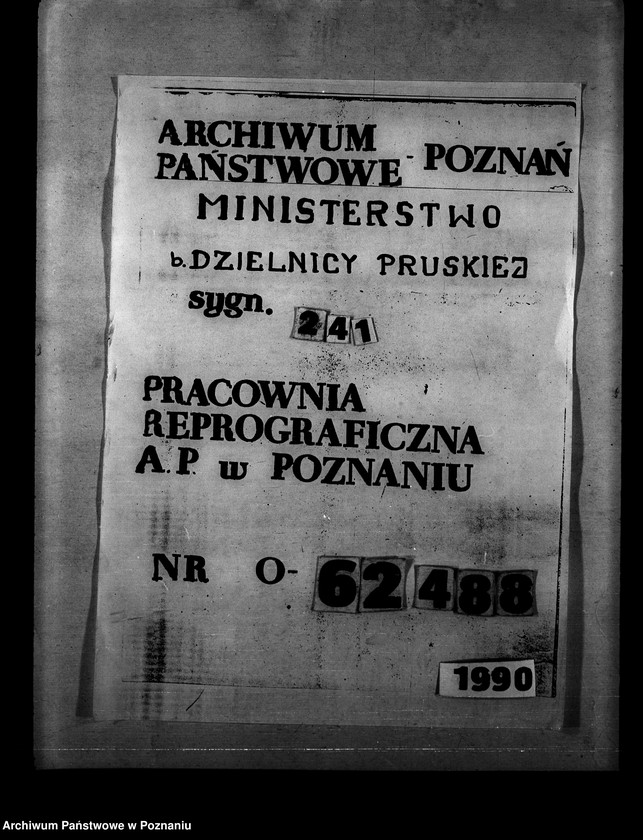 ARCHIWUM
PAŃSTWOWE - POZNAŃ
MINISTERSTWO
b. DZIELNICY PRUSKIEJ
sygn. 241
PRACOWNIA
REPROGRAFICZNA
A.P. w POZNANIU
NR O-62488
1990
Archiwum Państwowe w Poznaniu